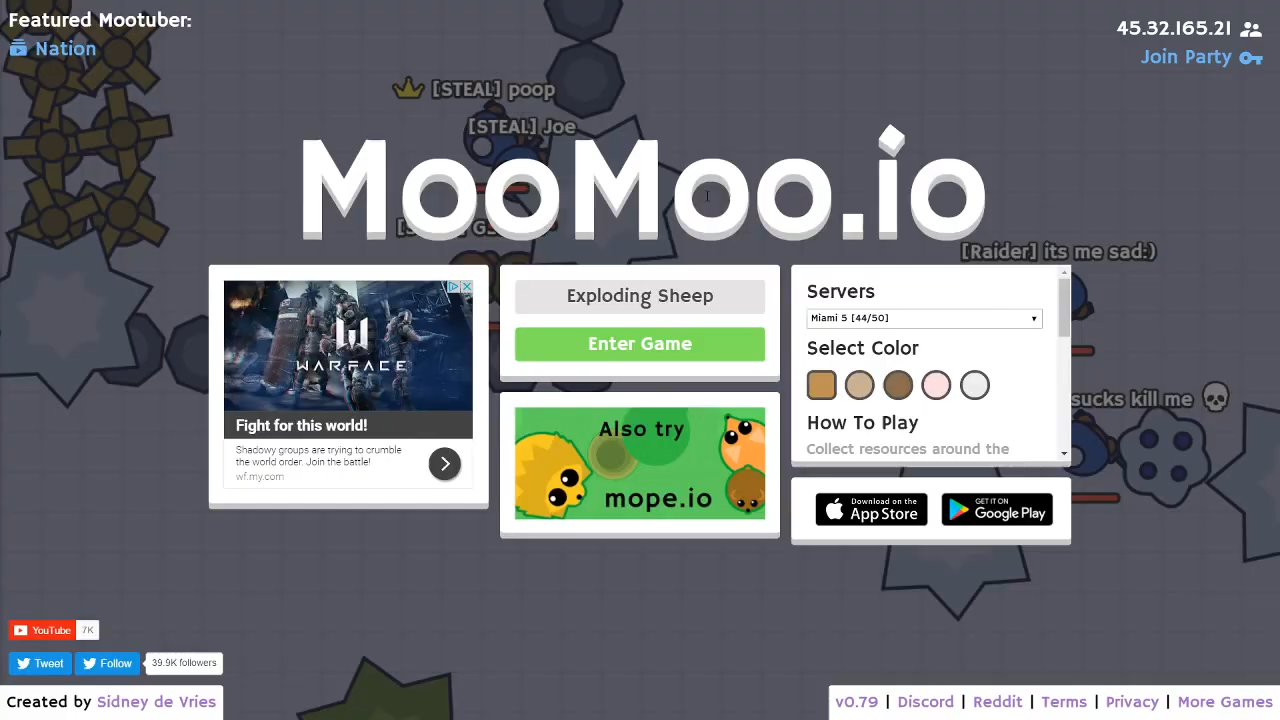 Featured Mootuber:
Nation
45.32.165.21
Join Party
[STEAL] poop
[STEAL] Joe
MooMoo.io
[Raider] its me sad:)
WARFACE
Fight for this world!
Shadowy groups are trying to crumble
the world order. Join the battle!
wf.my.com
Exploding Sheep
Enter Game
Also try
mope.io
Servers
Miami 5 [44/50]
Select Color
How To Play
Collect resources around the
sucks kill me
Download on the
App Store
GET IT ON
Google Play
YouTube 7K
Tweet Follow 39.9K followers
Created by Sidney de Vries
v0.79 | Discord | Reddit | Terms | Privacy | More Games